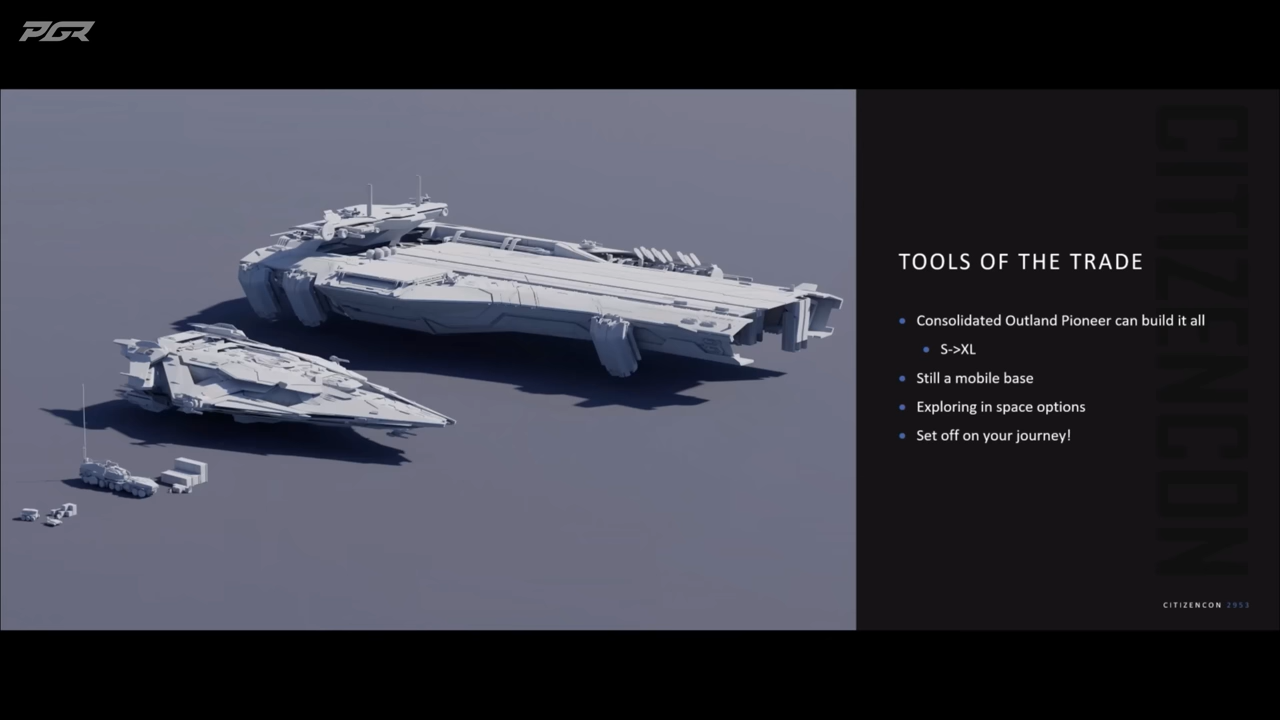 PGR
TOOLS OF THE TRADE
Consolidated Outland Pioneer can build it all
S->XL
Still a mobile base
Exploring in space options
Set off on your journey!
CITIZENCON
CITIZENCON 2953